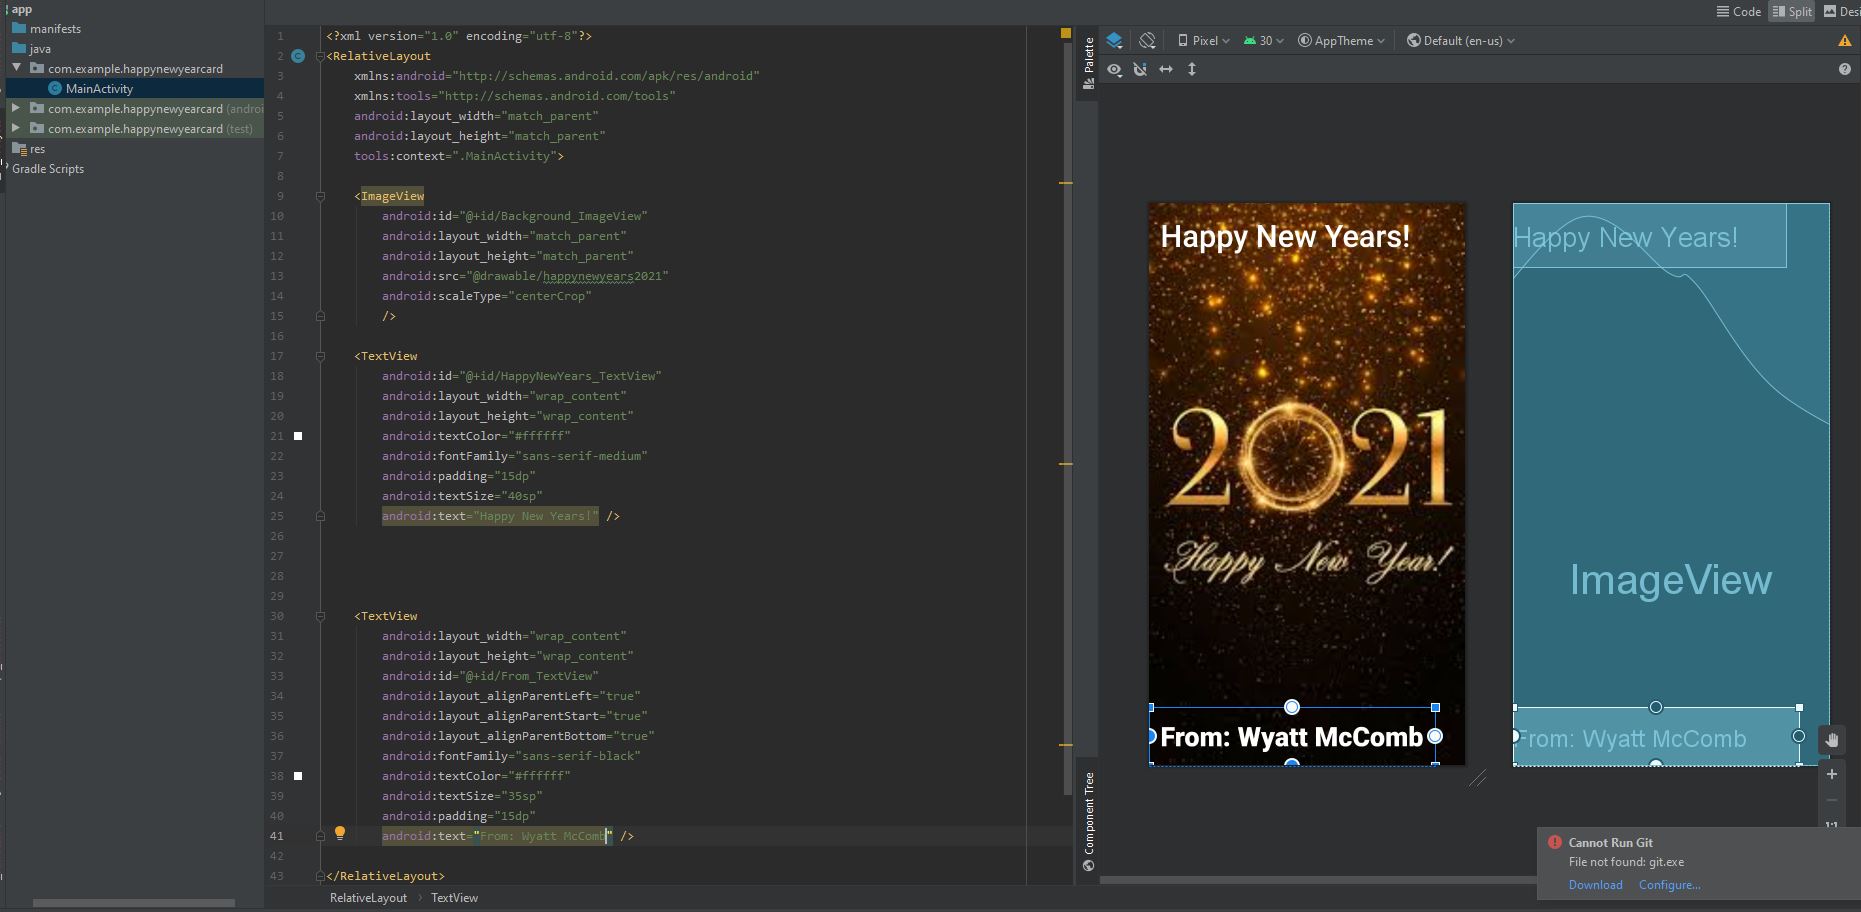 app
manifests
java
com.example.happynewyearcard
MainActivity
com.example.happynewyearcard (androi
com.example.happynewyearcard (test)
res
Gradle Scripts
1 <?xml version="1.0" encoding="utf-8"?>
2 <RelativeLayout
3 xmlns:android="http://schemas.android.com/apk/res/android"
4 xmlns:tools="http://schemas.android.com/tools"
5 android:layout_width="match_parent"
6 android:layout_height="match_parent"
7 tools:context=".MainActivity">
8
9 <ImageView
10 android:id="@+id/Background_ImageView"
11 android:layout_width="match_parent"
12 android:layout_height="match_parent"
13 android:src="@drawable/happynewyears2021"
14 android:scaleType="centerCrop"
15 />
16
17 <TextView
18 android:id="@+id/HappyNewYears_TextView"
19 android:layout_width="wrap_content"
20 android:layout_height="wrap_content"
21 android:textColor="#ffffff"
22 android:fontFamily="sans-serif-medium"
23 android:padding="15dp"
24 android:textSize="40sp"
25 android:text="Happy New Years!" />
26
27
28
29
30 <TextView
31 android:layout_width="wrap_content"
32 android:layout_height="wrap_content"
33 android:id="@+id/From_TextView"
34 android:layout_alignParentLeft="true"
35 android:layout_alignParentStart="true"
36 android:layout_alignParentBottom="true"
37 android:fontFamily="sans-serif-black"
38 android:textColor="#ffffff"
39 android:textSize="35sp"
40 android:padding="15dp"
41 android:text="From: Wyatt McComb" />
42
43 </RelativeLayout>
RelativeLayout > TextView
Code Split Desi
Palette
Pixel 30 AppTheme Default (en-us)
Happy New Years!
2021
Happy New Year!
From: Wyatt McComb
Happy New Years!
ImageView
From: Wyatt McComb
Component Tree
1:1
Cannot Run Git
File not found: git.exe
Download Configure...